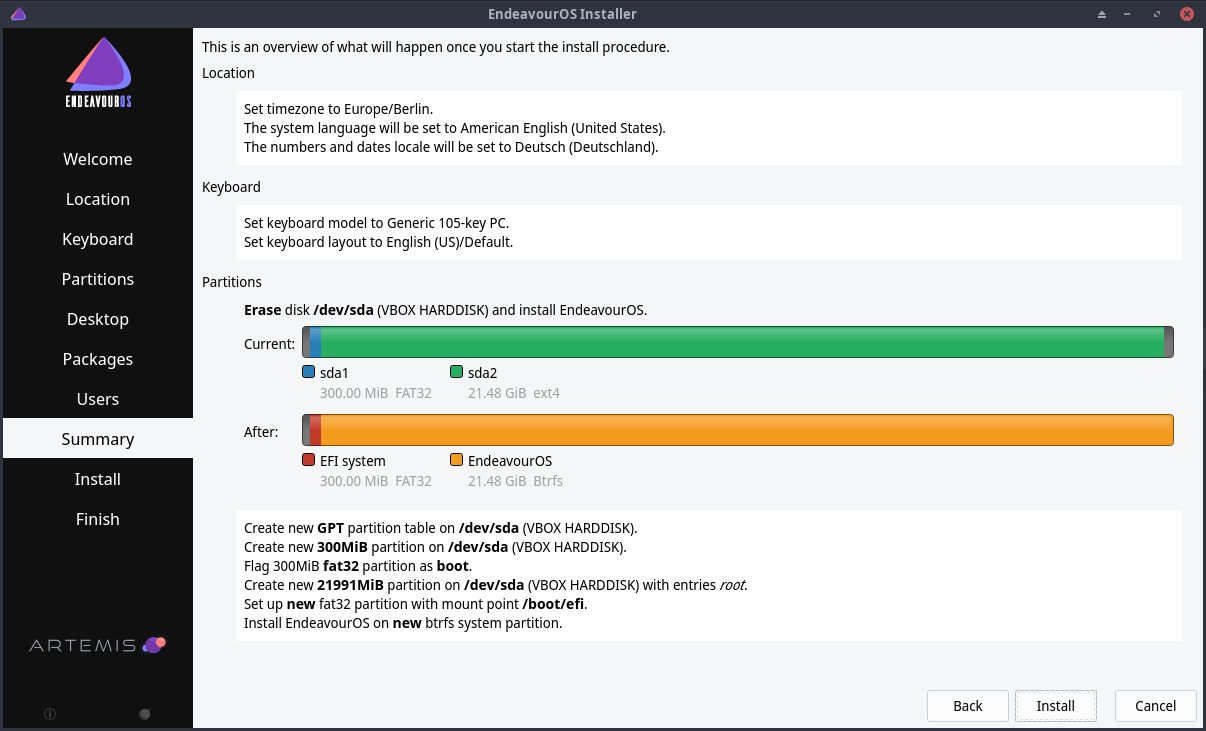 EndeavourOS Installer
ENDEAVOUROS
Welcome
Location
Keyboard
Partitions
Desktop
Packages
Users
Summary
Install
Finish
ARTEMIS
This is an overview of what will happen once you start the install procedure.
Location
Set timezone to Europe/Berlin.
The system language will be set to American English (United States).
The numbers and dates locale will be set to Deutsch (Deutschland).
Keyboard
Set keyboard model to Generic 105-key PC.
Set keyboard layout to English (US)/Default.
Partitions
Erase disk /dev/sda (VBOX HARDDISK) and install EndeavourOS.
Current:
sda1 sda2
300.00 MiB FAT32 21.48 GiB ext4
After:
EFI system EndeavourOS
300.00 MiB FAT32 21.48 GiB Btrfs
Create new GPT partition table on /dev/sda (VBOX HARDDISK).
Create new 300MiB partition on /dev/sda (VBOX HARDDISK).
Flag 300MiB fat32 partition as boot.
Create new 21991MiB partition on /dev/sda (VBOX HARDDISK) with entries root.
Set up new fat32 partition with mount point /boot/efi.
Install EndeavourOS on new btrfs system partition.
Back Install Cancel